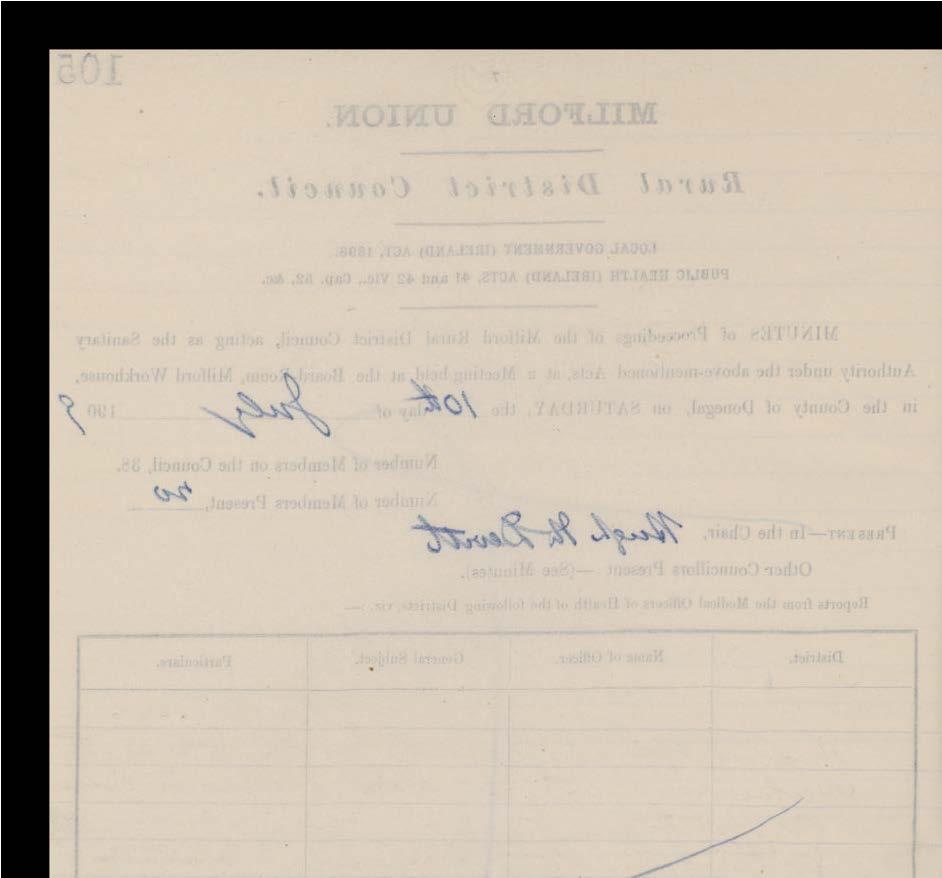 105
MILFORD UNION.
Rural District Council.
LOCAL GOVERNMENT (IRELAND) ACT, 1898.
PUBLIC HEALTH (IRELAND) ACTS, 41 and 42 Vic., Cap. 52, &c.
MINUTES of Proceedings of the Milford Rural District Council, acting as the Sanitary
Authority under the above-mentioned Acts, at a Meeting held at the Board-Room, Milford Workhouse,
in the County of Donegal, on SATURDAY, the 10th day of July 1909
Number of Members on the Council, 38.
Number of Members Present,
PRESENT—In the Chair, Hugh McDevitt
Other Councillors Present —(See Minutes).
Reports from the Medical Officers of Health of the following Districts, viz. :—
District. Name of Officer. General Subject. Particulars.